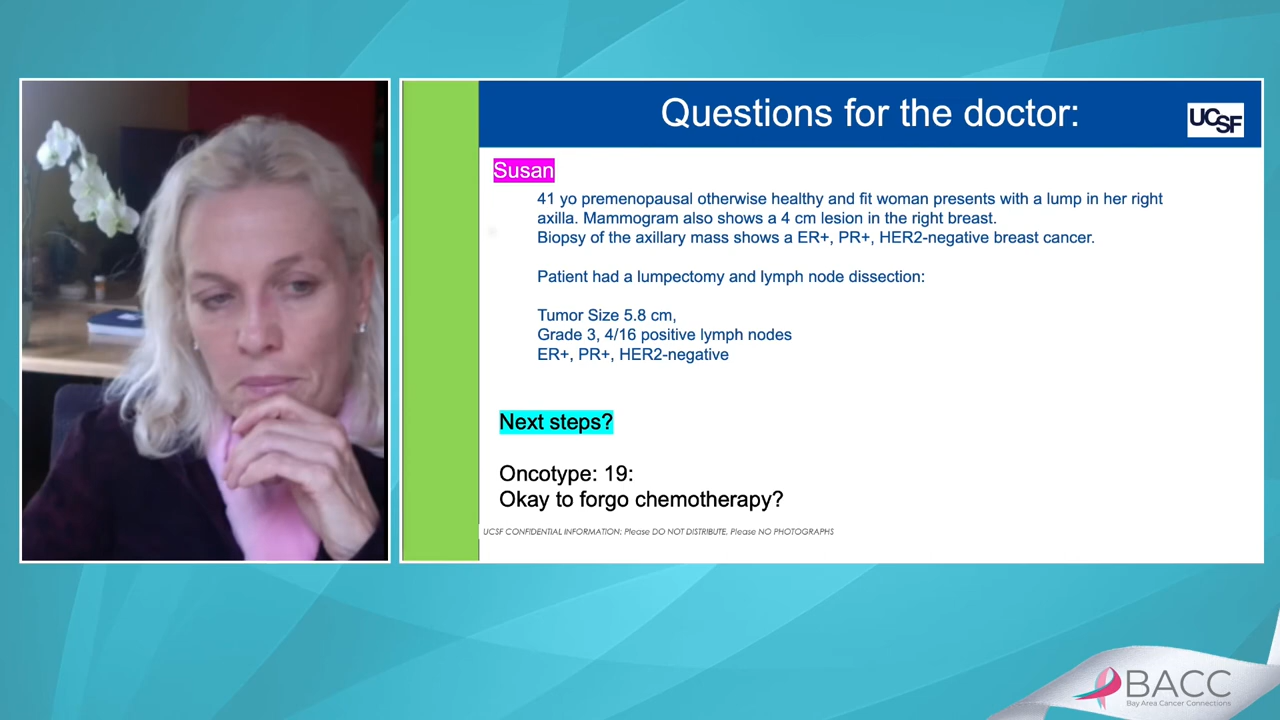 Questions for the doctor:
UCSF
Susan
41 yo premenopausal otherwise healthy and fit woman presents with a lump in her right
axilla. Mammogram also shows a 4 cm lesion in the right breast.
Biopsy of the axillary mass shows a ER+, PR+, HER2-negative breast cancer.
Patient had a lumpectomy and lymph node dissection:
Tumor Size 5.8 cm,
Grade 3, 4/16 positive lymph nodes
ER+, PR+, HER2-negative
Next steps?
Oncotype: 19:
Okay to forgo chemotherapy?
UCSF CONFIDENTIAL INFORMATION: Please DO NOT DISTRIBUTE, Please NO PHOTOGRAPHS
BACC
Bay Area Cancer Connections